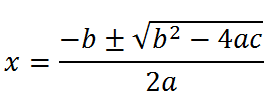 x = (-b ± √(b² - 4ac)) / 2a